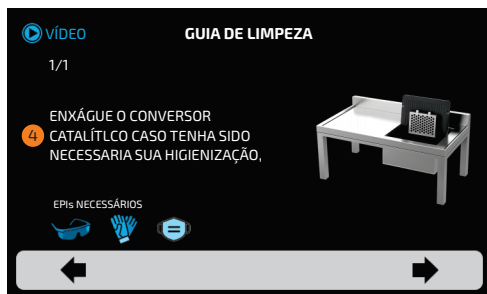 VÍDEO
GUIA DE LIMPEZA
1/1
4
ENXÁGUE O CONVERSOR
CATALÍTLCO CASO TENHA SIDO
NECESSARIA SUA HIGIENIZAÇÃO,
EPIs NECESSÁRIOS